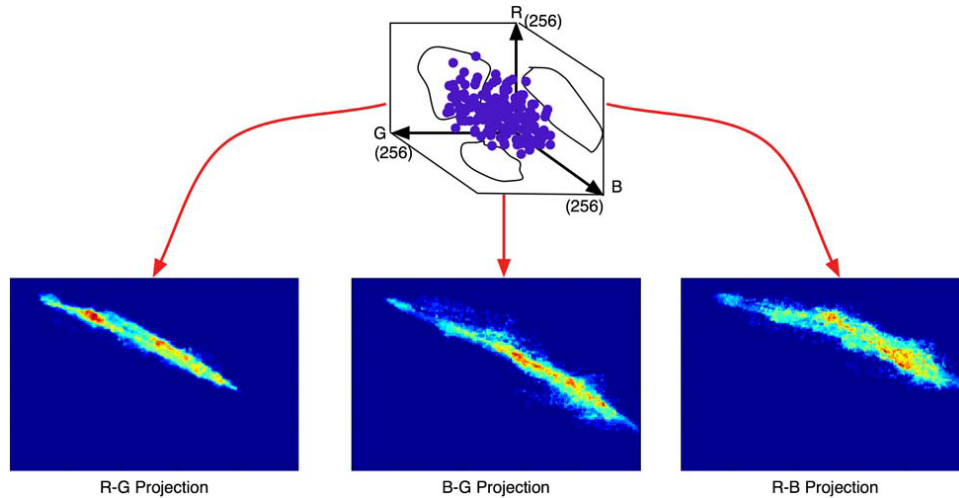 R
(256)
G
(256)
B
(256)
R-G Projection
B-G Projection
R-B Projection